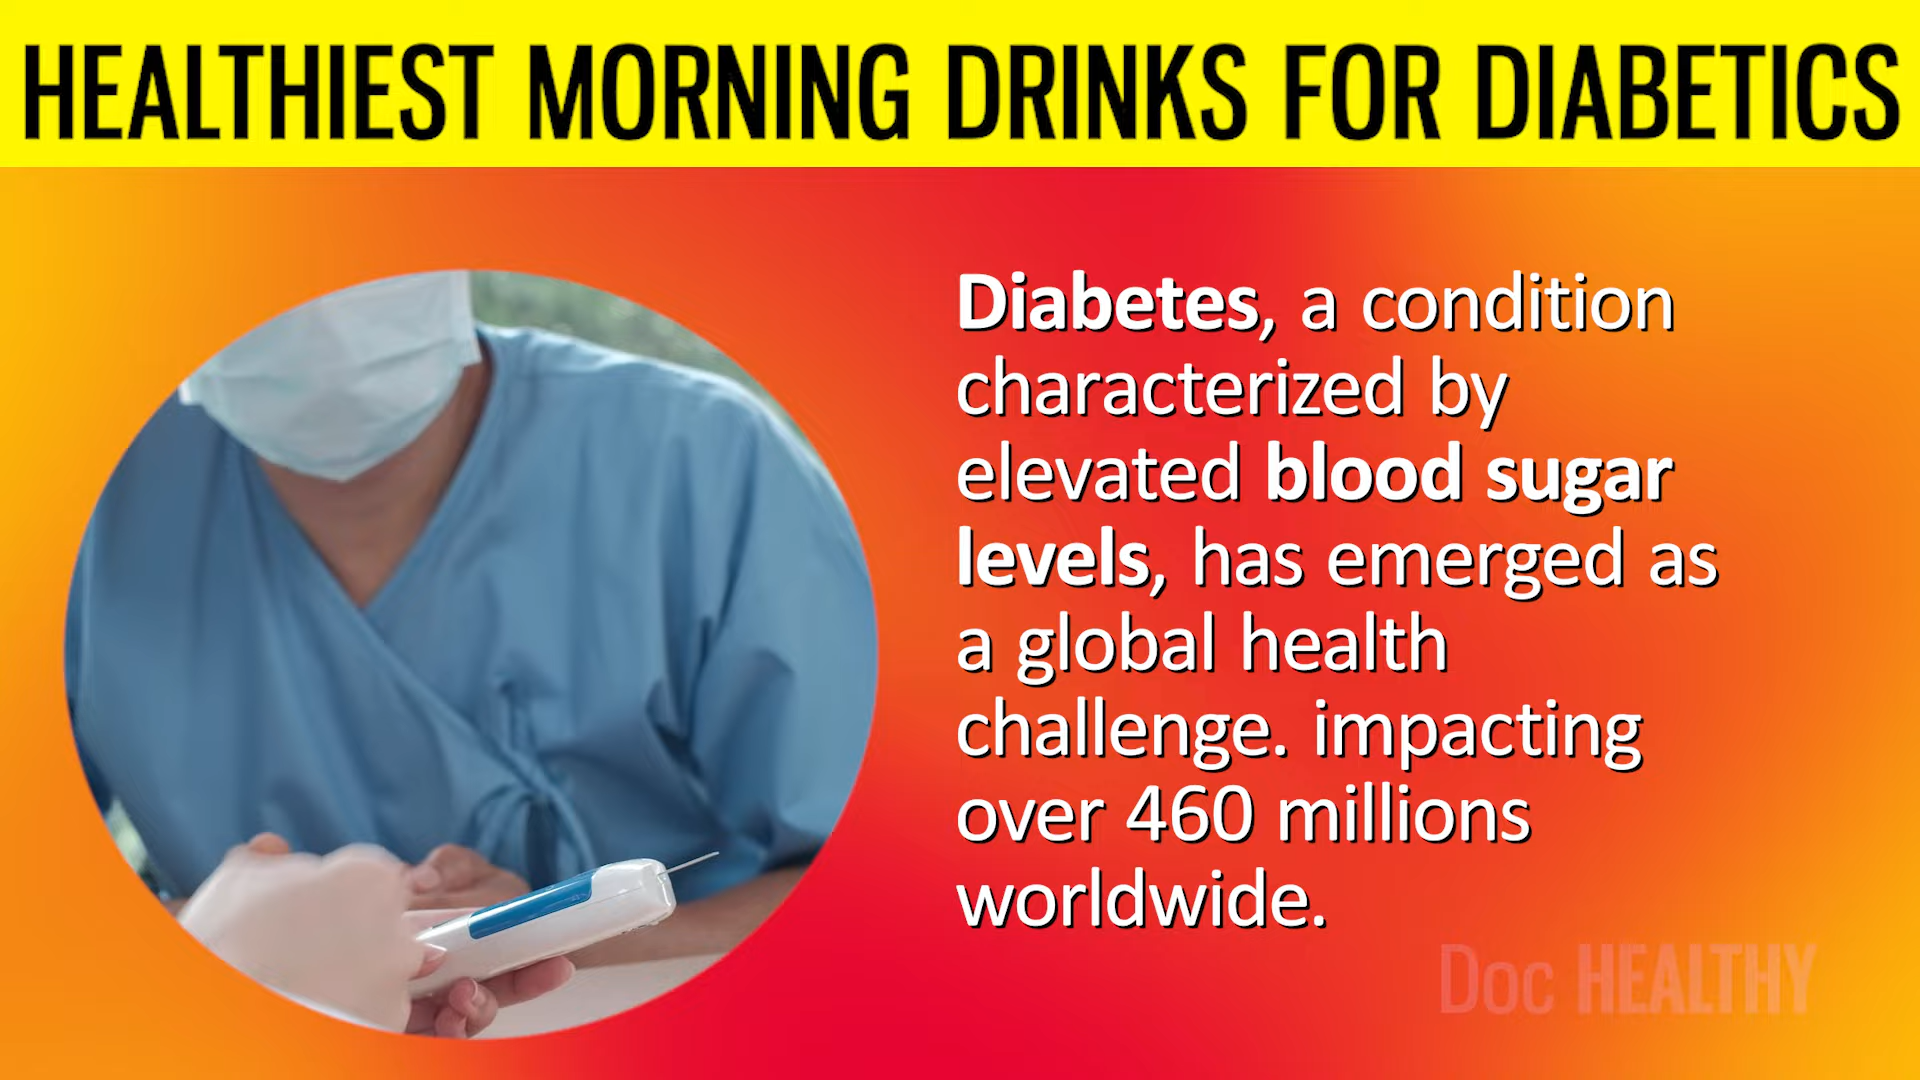 HEALTHIEST MORNING DRINKS FOR DIABETICS
Diabetes, a condition
characterized by
elevated blood sugar
levels, has emerged as
a global health
challenge. impacting
over 460 millions
worldwide.
Doc HEALTHY